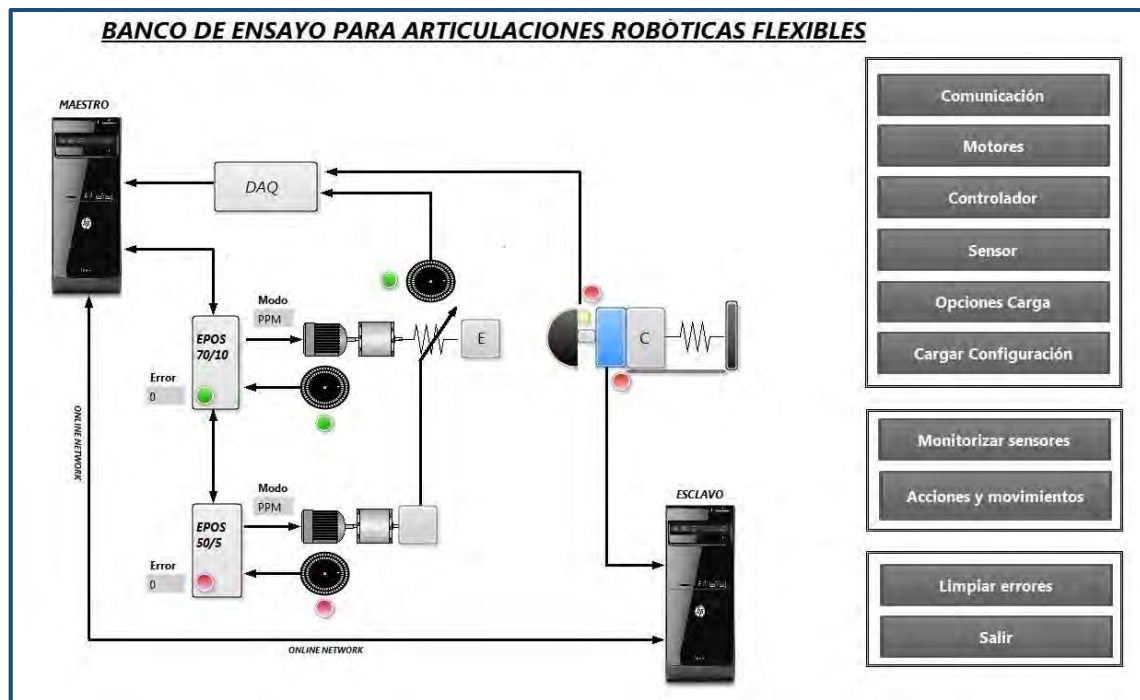 BANCO DE ENSAYO PARA ARTICULACIONES ROBÓTICAS FLEXIBLES
MAESTRO
DAQ
Modo
PPM
EPOS
70/10
Error
0
E
C
ONLINE NETWORK
Modo
PPM
EPOS
50/5
Error
0
ESCLAVO
ONLINE NETWORK
Comunicación
Motores
Controlador
Sensor
Opciones Carga
Cargar Configuración
Monitorizar sensores
Acciones y movimientos
Limpiar errores
Salir